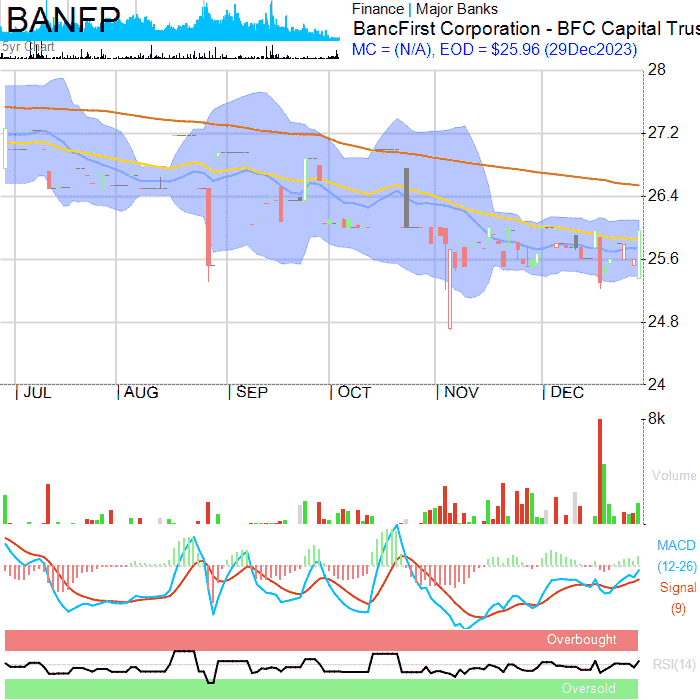 BANFP
5yr Chart
Finance | Major Banks
BancFirst Corporation - BFC Capital Trus
MC = (N/A), EOD = $25.96 (29Dec2023)
28
27.2
26.4
25.6
24.8
24
JUL
AUG
SEP
OCT
NOV
DEC
8k
Volume
MACD
(12-26)
Signal
(9)
Overbought
RSI(14)
Oversold